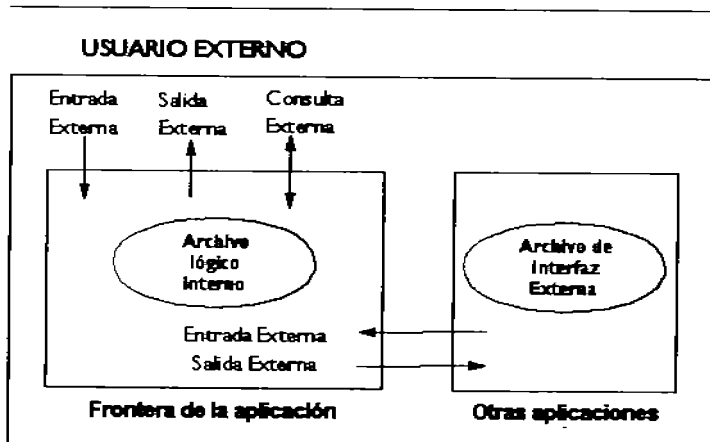 USUARIO EXTERNO
Entrada Externa
Salida Externa
Consulta Externa
Archivo
lógico
interno
Archivo de
Interfaz
Externa
Entrada Externa
Salida Externa
Frontera de la aplicación
Otras aplicaciones